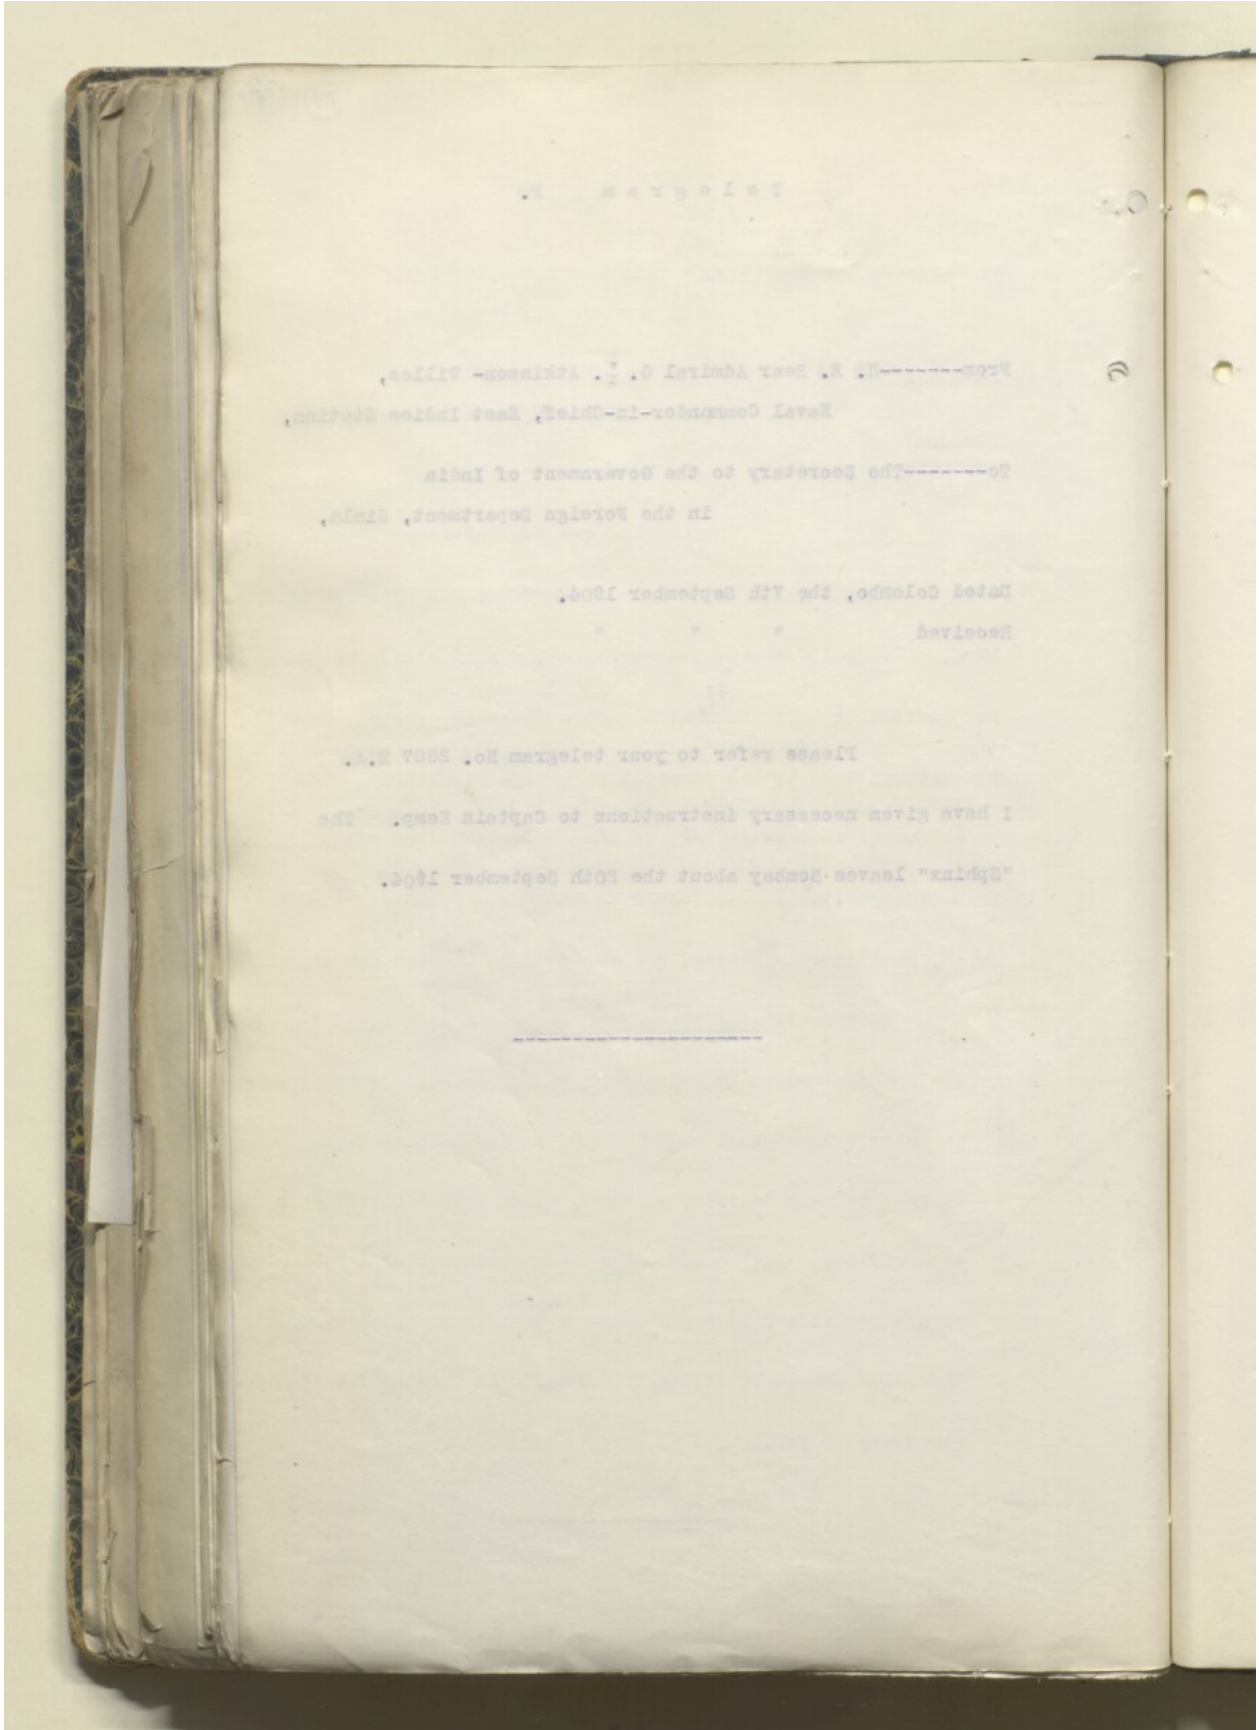 Telegram P.
From--------H. E. Rear Admiral G. L. Atkinson- Willes,
Naval Commander-in-Chief, East Indies Station,
To--------The Secretary to the Government of India
in the Foreign Department, Simla,
Dated Colombo, the 7th September 1904.
Received " " "
Please refer to your telegram No. 2887 E.A.
I have given necessary instructions to Captain Kemp. The
"Sphinx" leaves Bombay about the 20th September 1904.